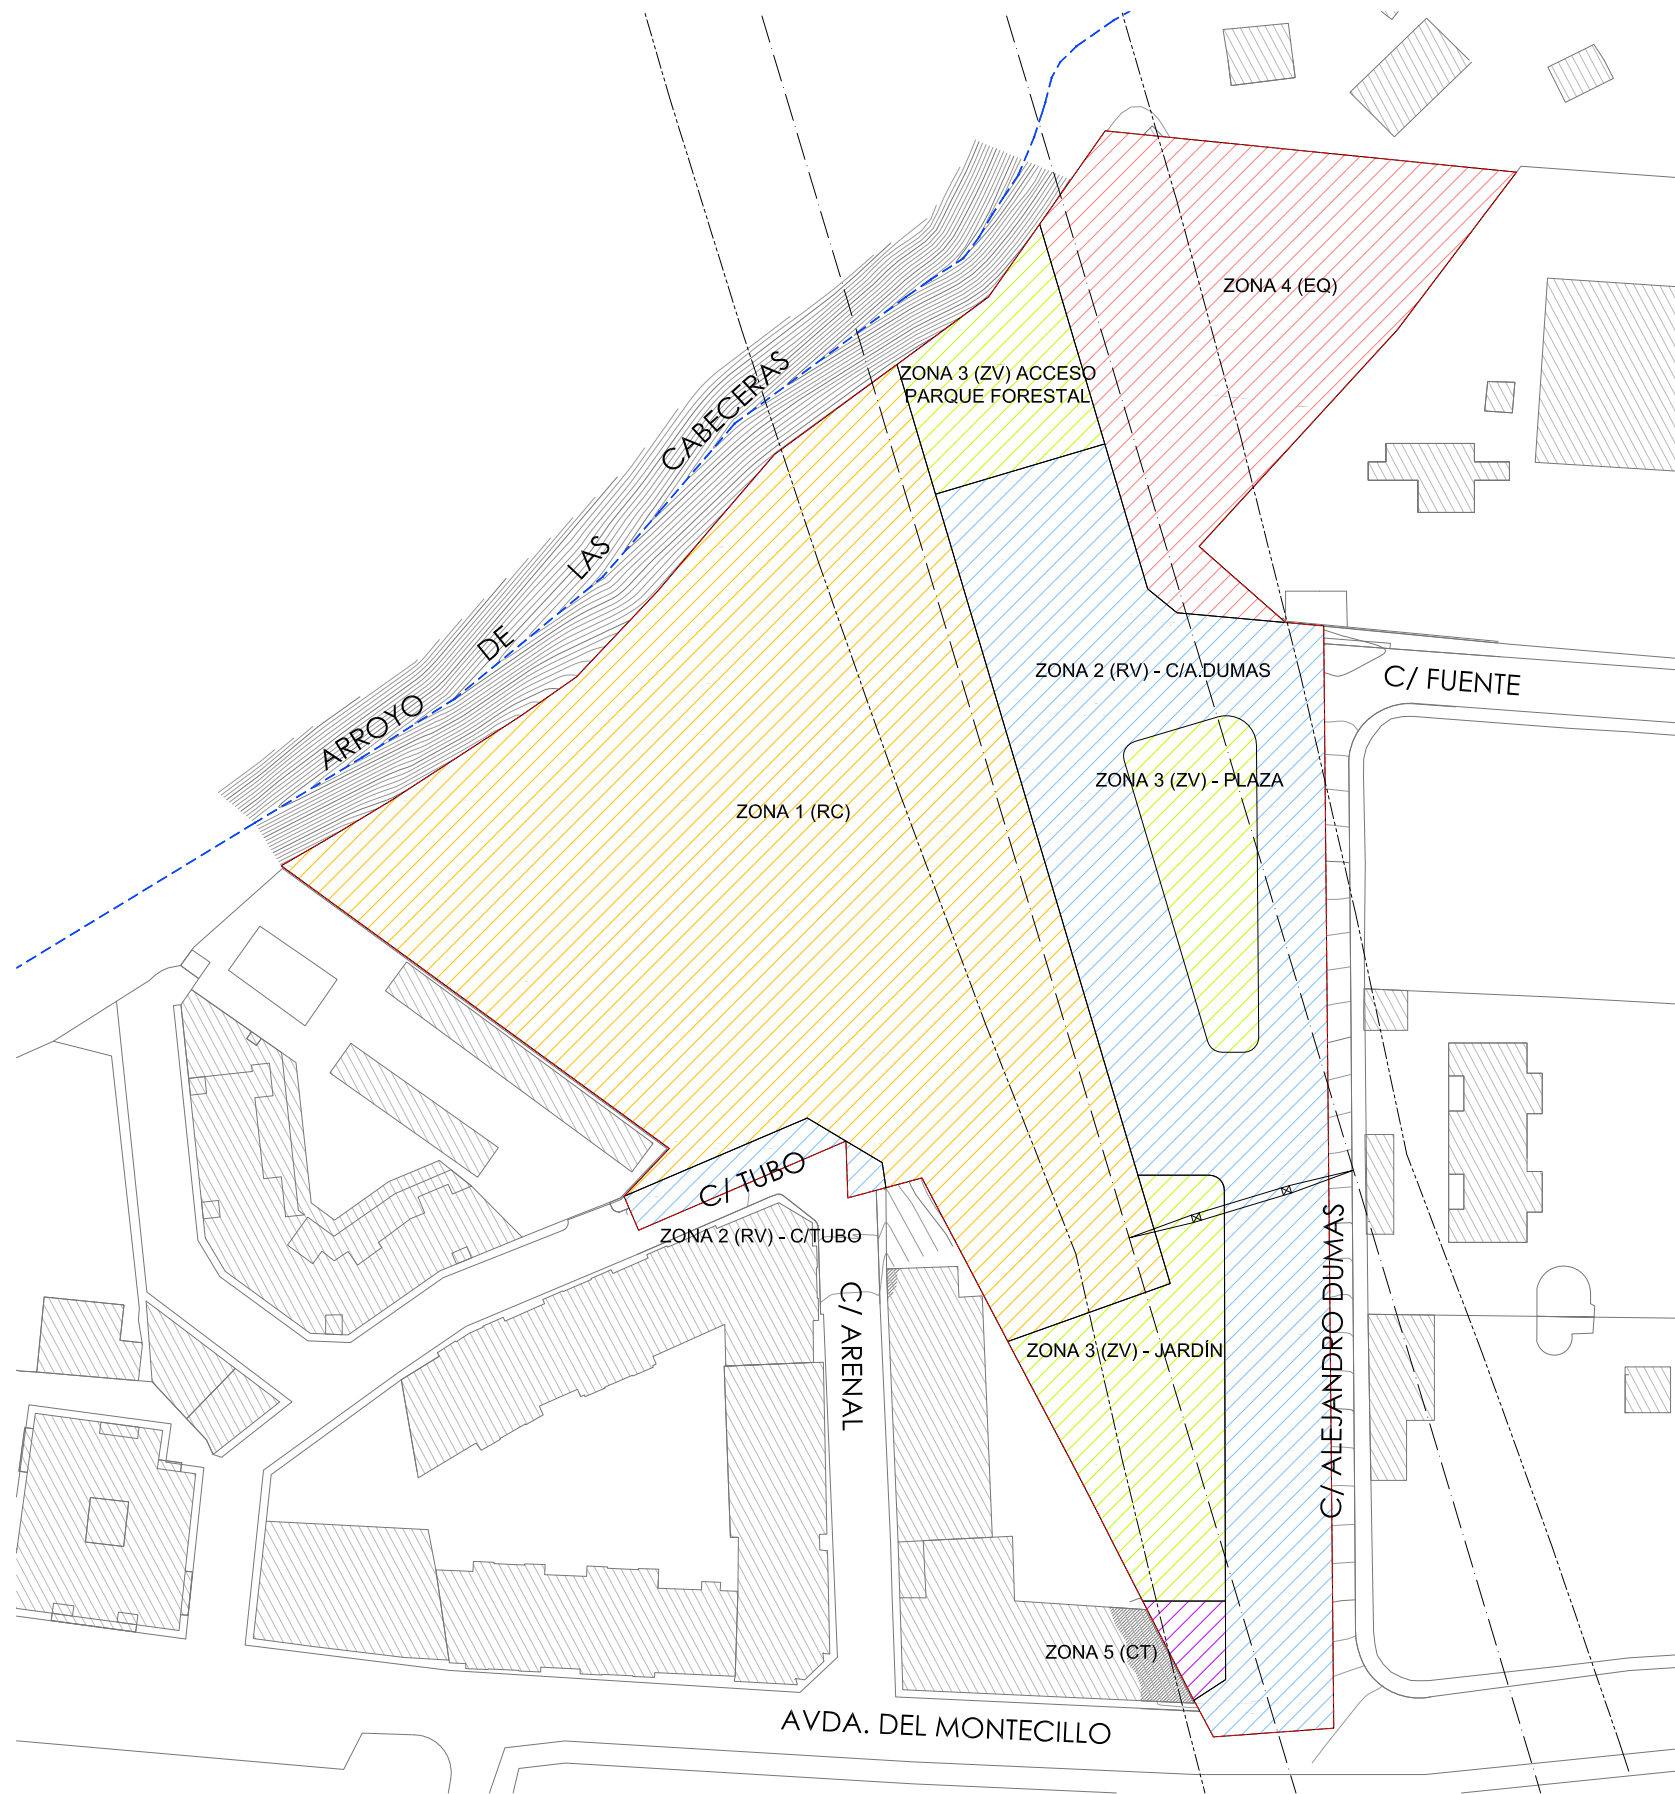 ZONA 4 (EQ)
ZONA 3 (ZV) ACCESO
PARQUE FORESTAL
ARROYO DE LAS CABECERAS
ZONA 2 (RV) - C/A.DUMAS
C/ FUENTE
ZONA 3 (ZV) - PLAZA
ZONA 1 (RC)
C/ TUBO
ZONA 2 (RV) - C/TUBO
C/ ARENAL
ZONA 3 (ZV) - JARDÍN
C/ ALEJANDRO DUMAS
ZONA 5 (CT)
AVDA. DEL MONTECILLO